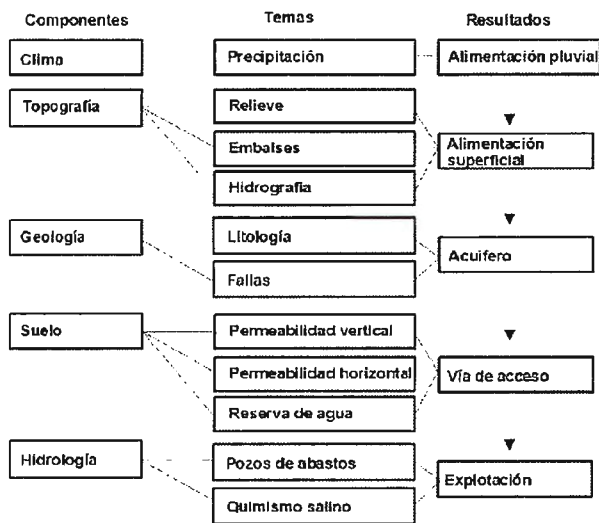 Componentes Temas Resultados
Clima Precipitación Alimentación pluvial
Topografía Relieve
Embalses Alimentación
superficial
Hidrografía
Geología Litología Acuífero
Fallas
Suelo Permeabilidad vertical
Permeabilidad horizontal Vía de acceso
Reserva de agua
Hidrología Pozos de abastos
Explotación
Quimismo salino